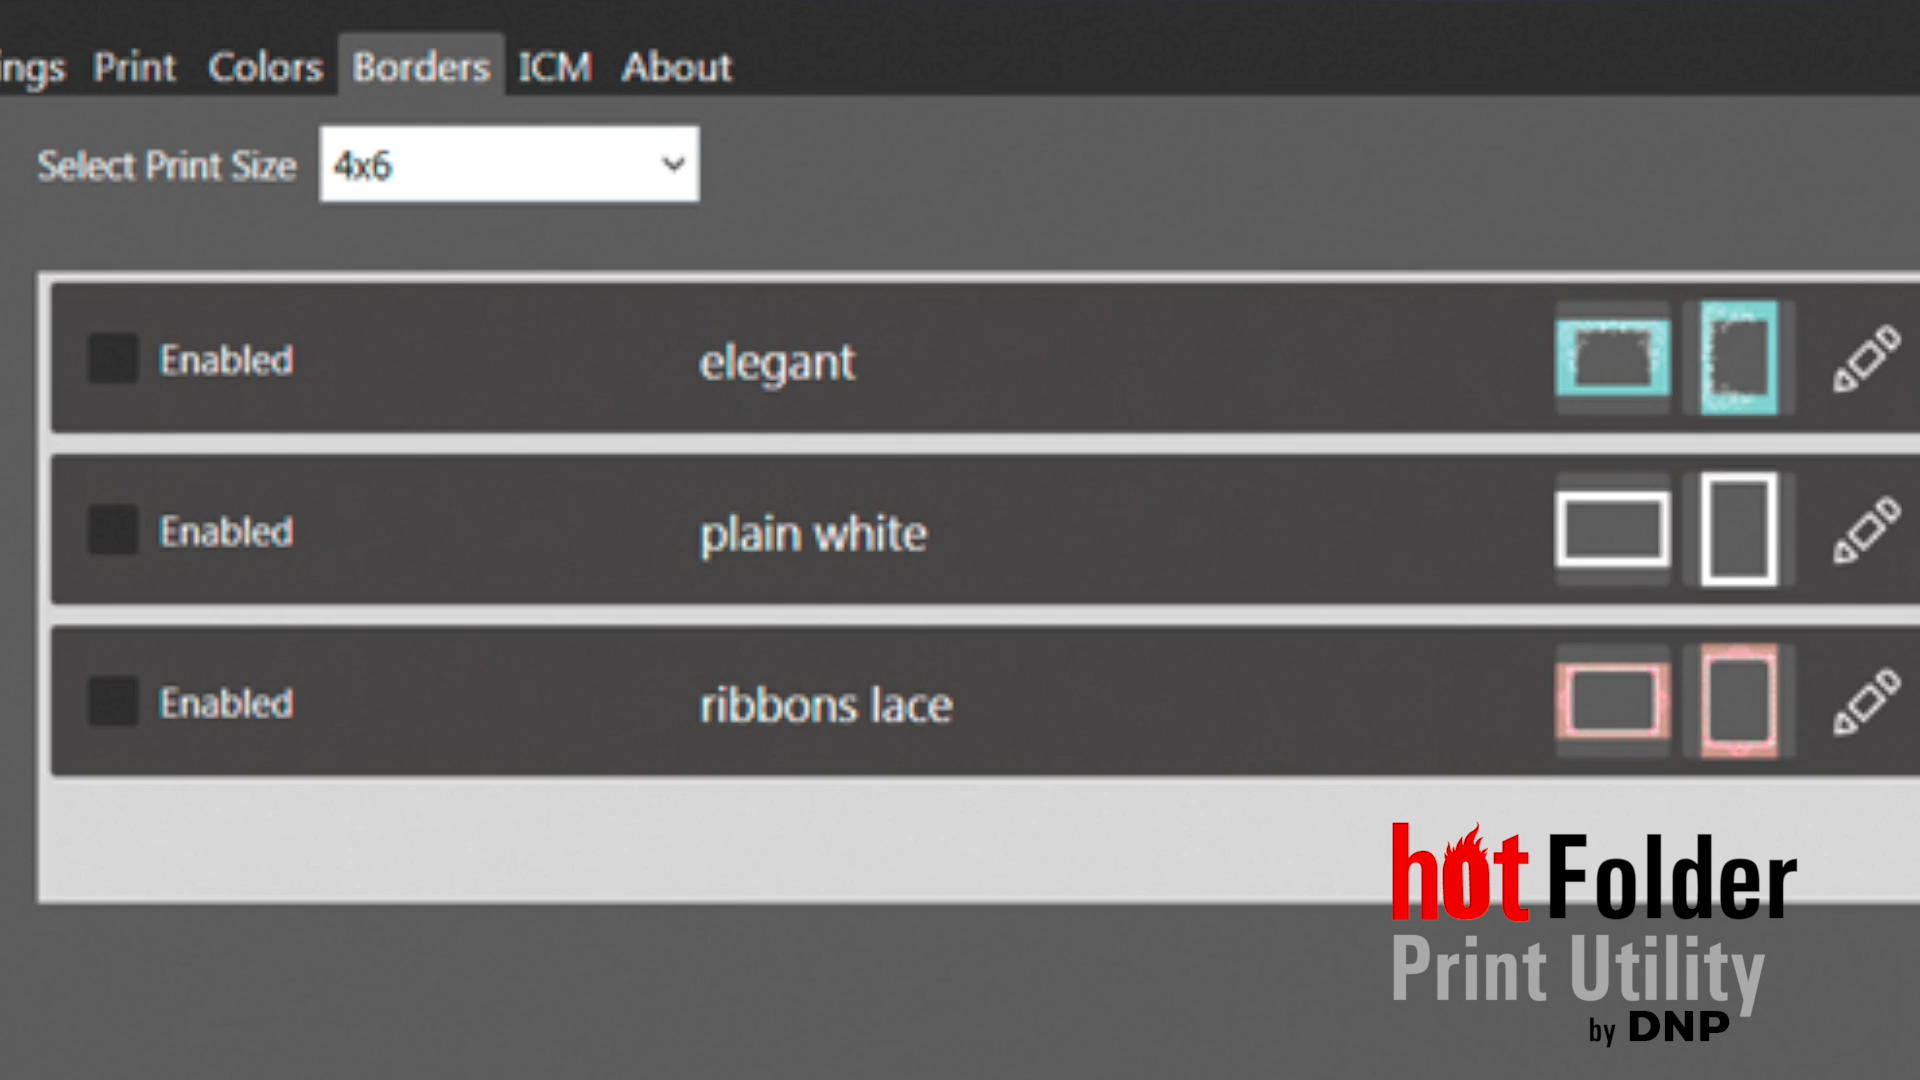 ings Print Colors Borders ICM About
Select Print Size 4x6
Enabled elegant
Enabled plain white
Enabled ribbons lace
hot Folder
Print Utility
by DNP